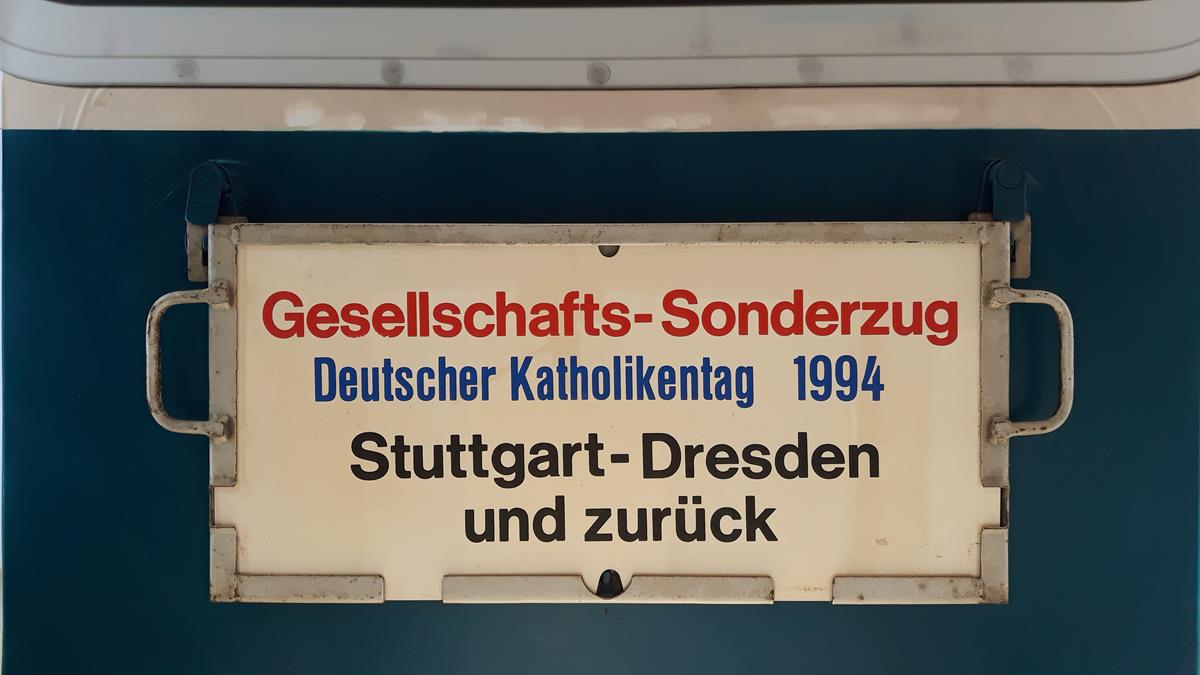 Gesellschafts-Sonderzug
Deutscher Katholikentag 1994
Stuttgart-Dresden
und zurück